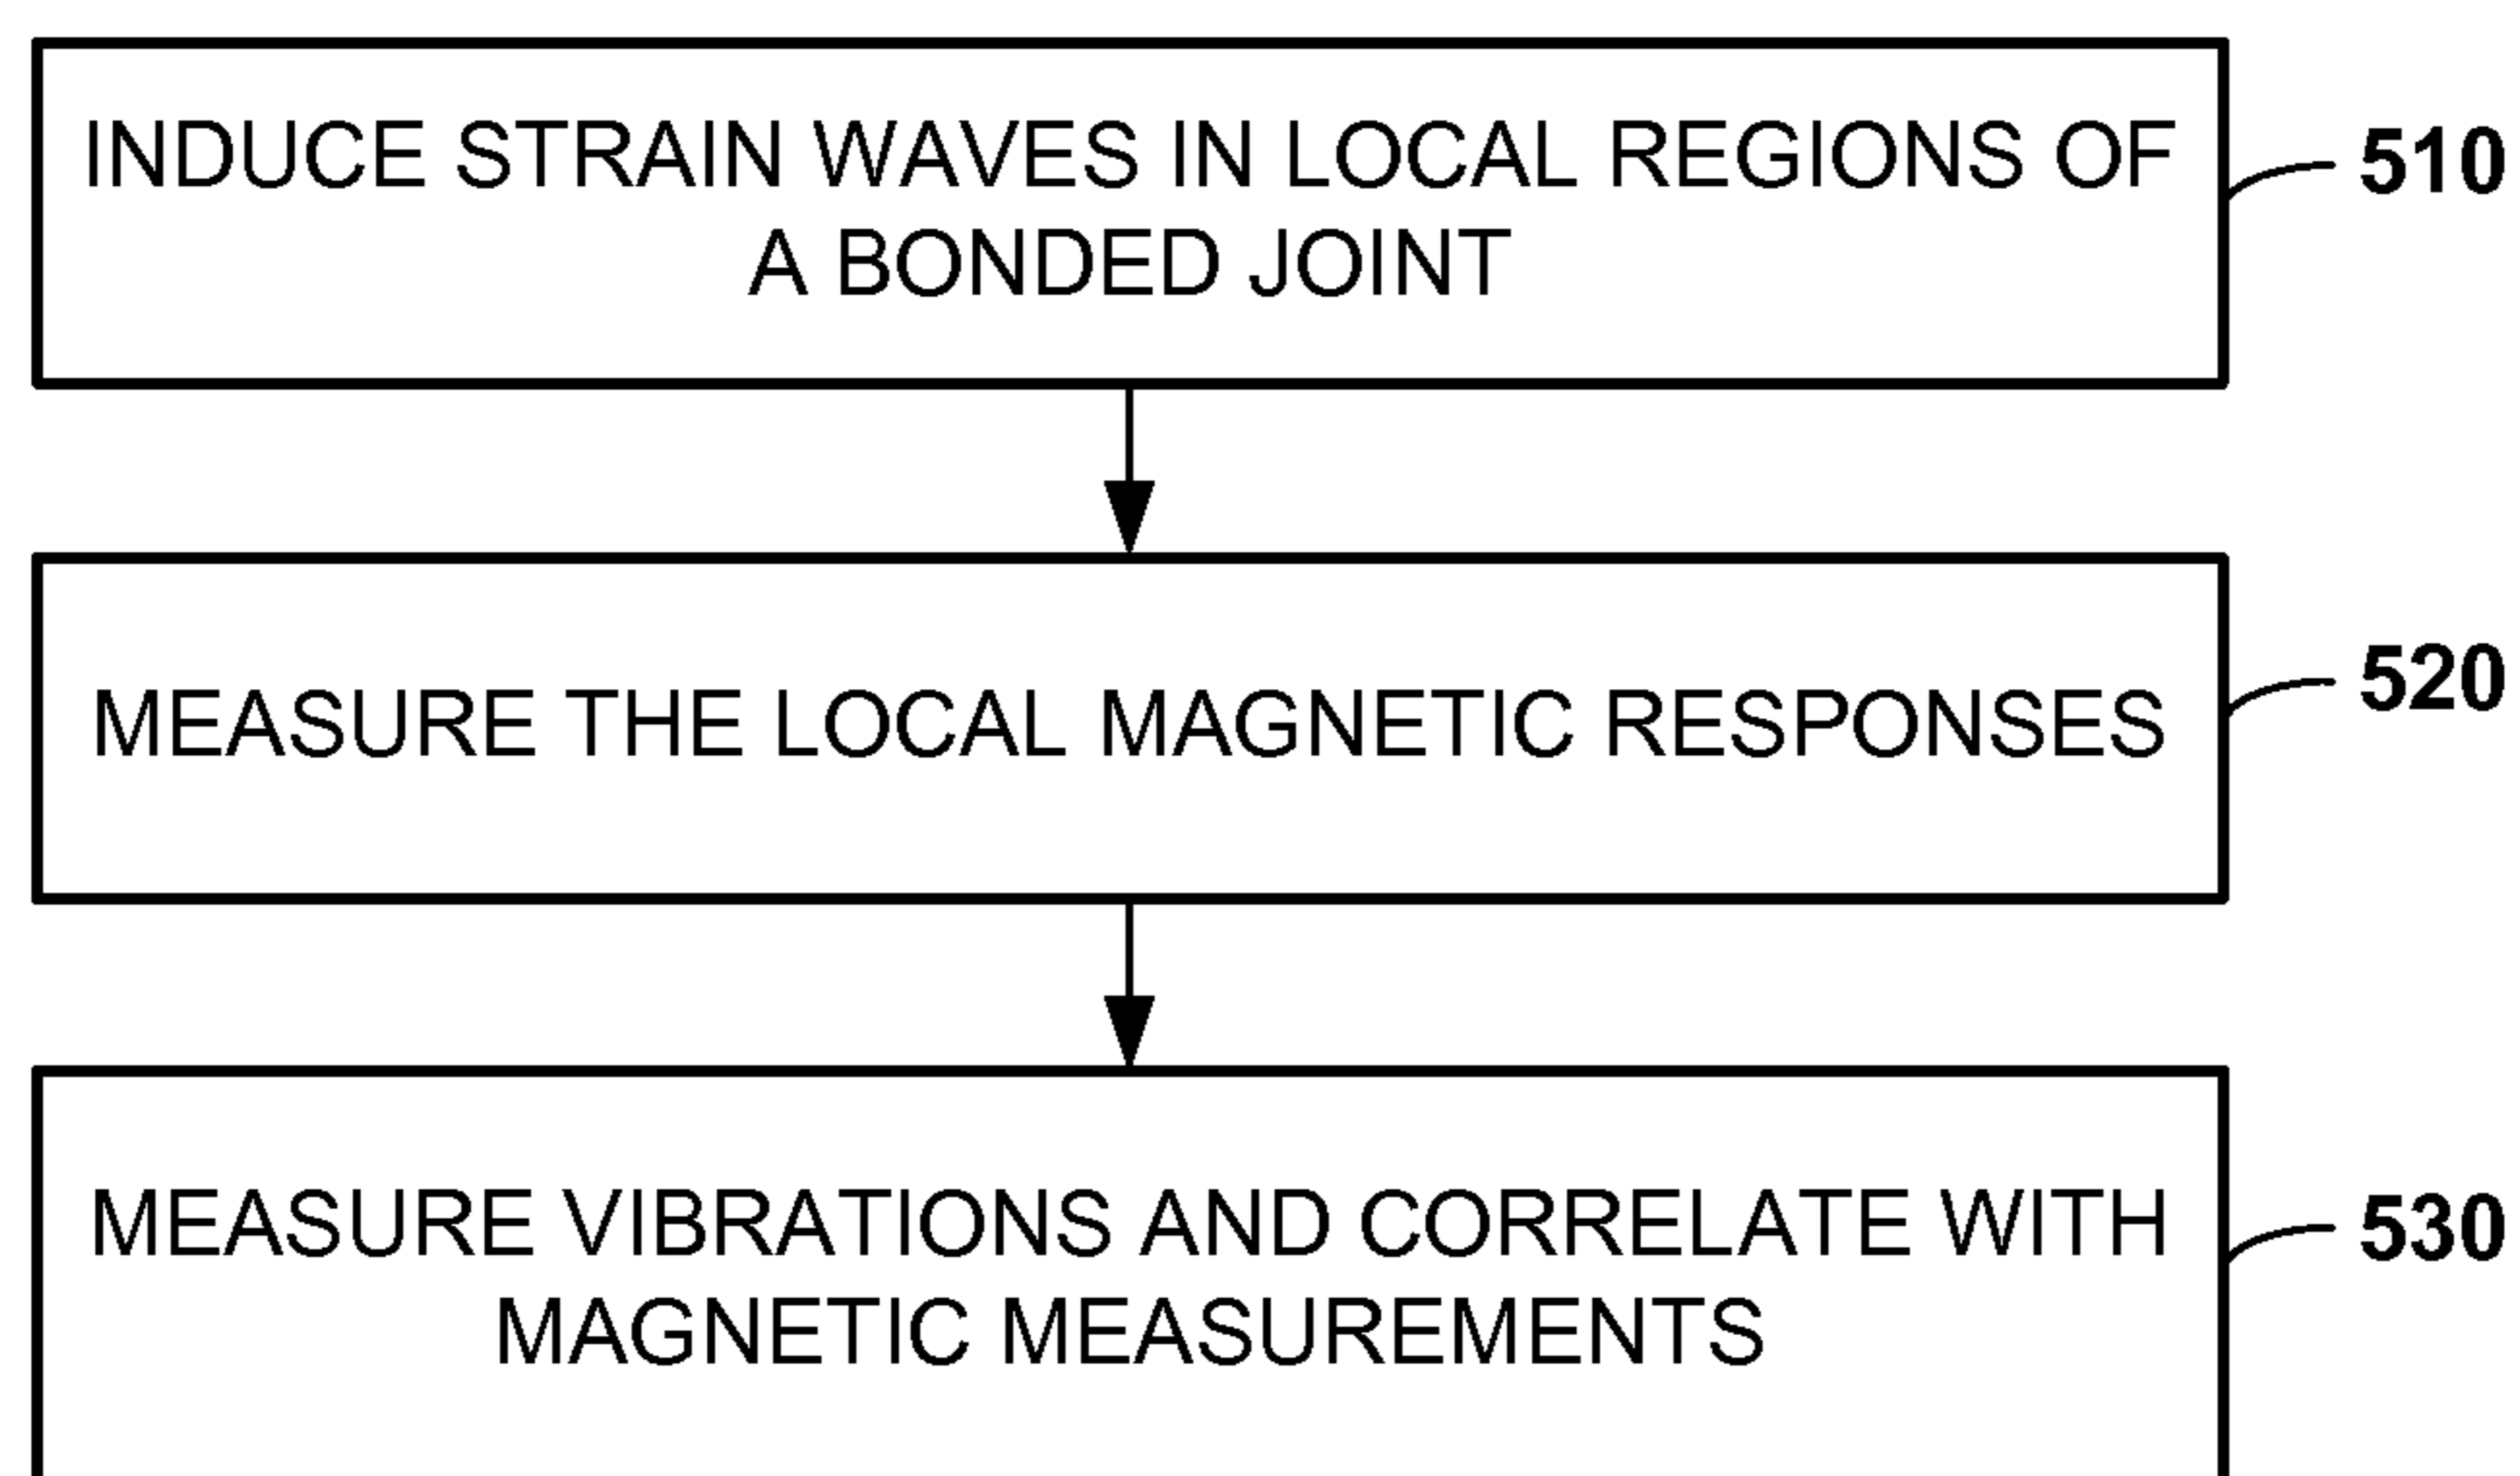 INDUCE STRAIN WAVES IN LOCAL REGIONS OF
A BONDED JOINT
510
MEASURE THE LOCAL MAGNETIC RESPONSES
520
MEASURE VIBRATIONS AND CORRELATE WITH
MAGNETIC MEASUREMENTS
530